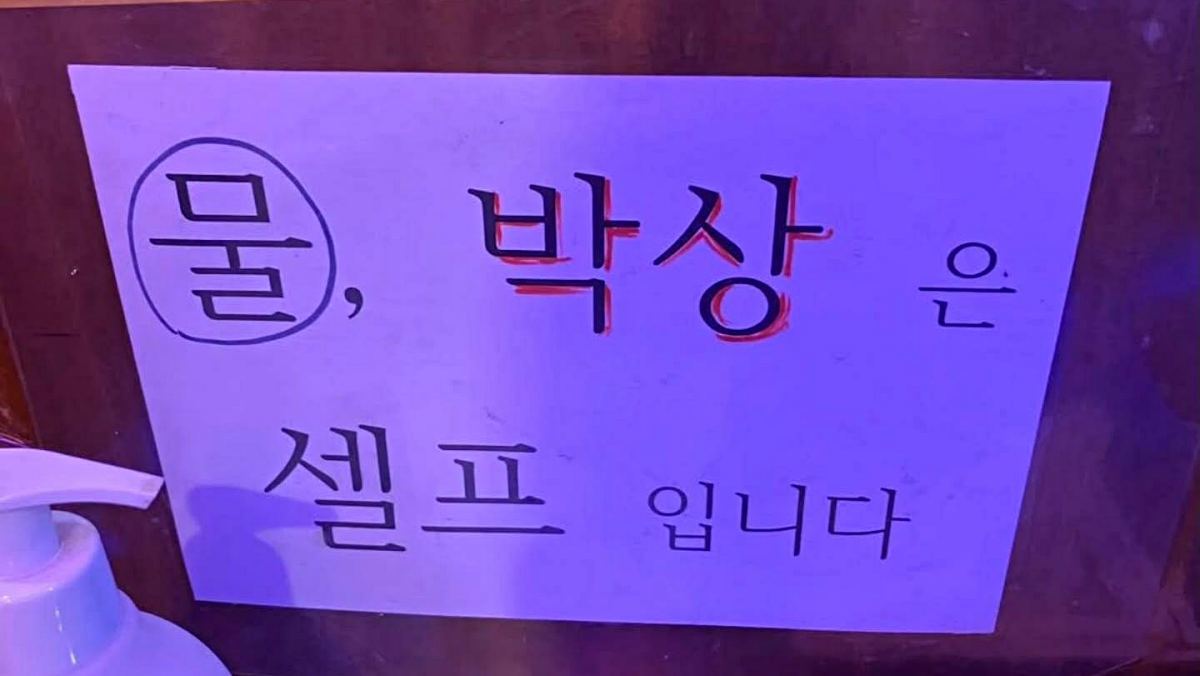 물, 박상 은
셀프 입니다